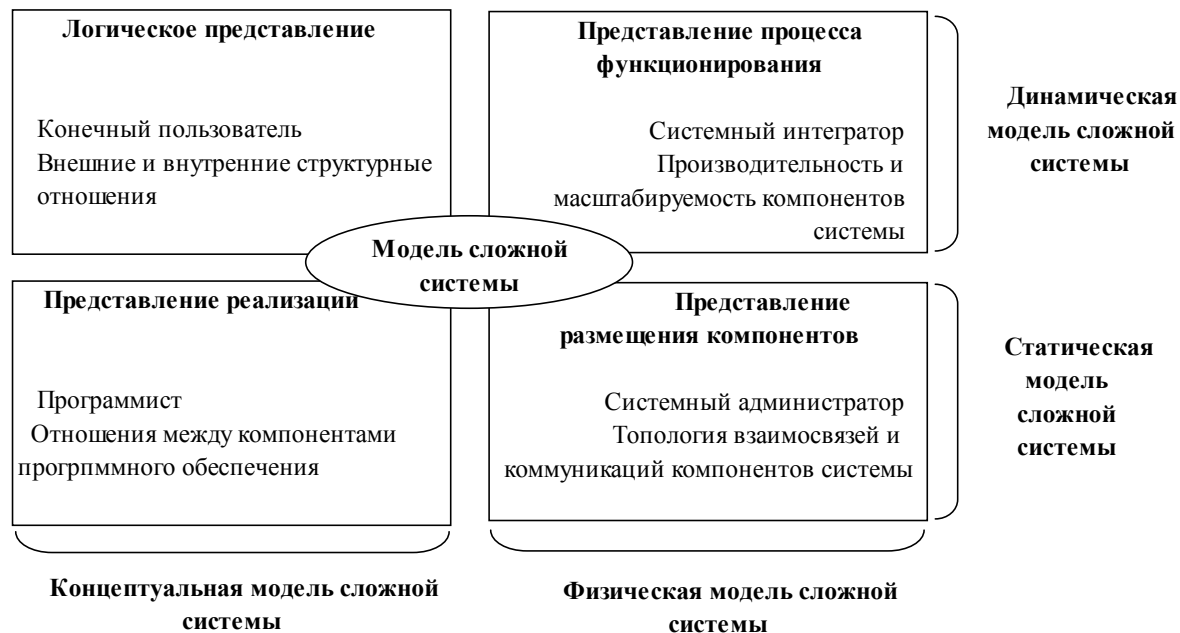 Логическое представление
Конечный пользователь
Внешние и внутренние структурные
отношения
Представление процесса
функционирования
Системный интегратор
Производительность и
масштабируемость компонентов
системы
Динамическая
модель сложной
системы
Модель сложной
системы
Представление реализации
Программист
Отношения между компонентами
прогрпммного обеспечения
Представление
размещения компонентов
Системный администратор
Топология взаимосвязей и
коммуникаций компонентов системы
Статическая
модель
сложной
системы
Концептуальная модель сложной
системы
Физическая модель сложной
системы